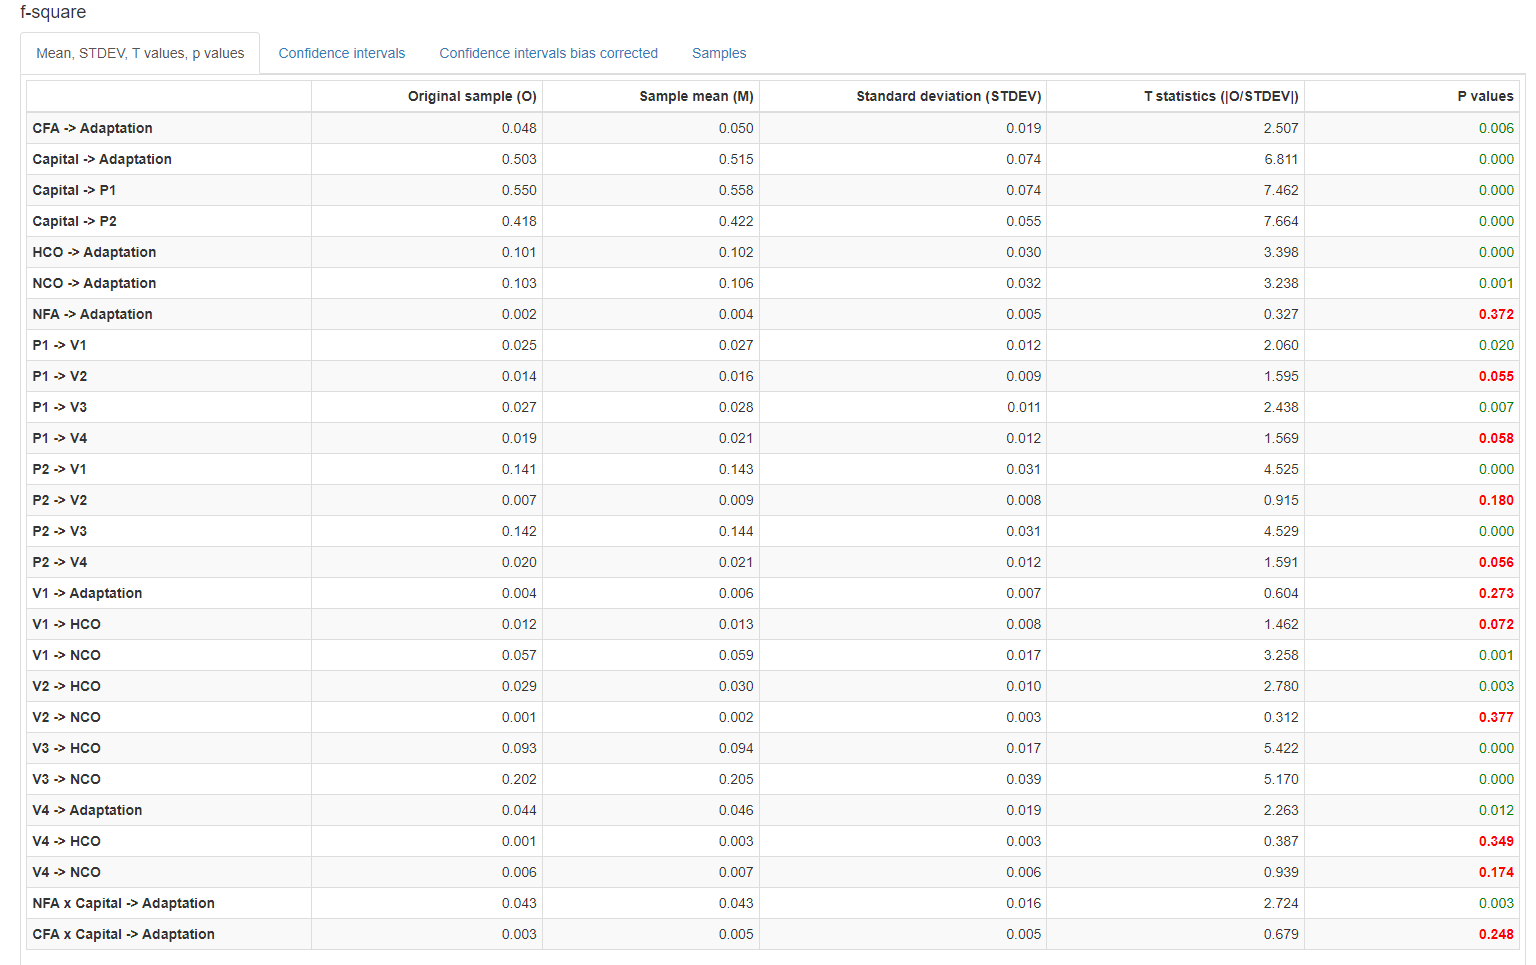 f-square
Mean, STDEV, T values, p values Confidence intervals Confidence intervals bias corrected Samples
Original sample (O) Sample mean (M) Standard deviation (STDEV) T statistics (|O/STDEV|) P values
CFA -> Adaptation 0.048 0.050 0.019 2.507 0.006
Capital -> Adaptation 0.503 0.515 0.074 6.811 0.000
Capital -> P1 0.550 0.558 0.074 7.462 0.000
Capital -> P2 0.418 0.422 0.055 7.664 0.000
HCO -> Adaptation 0.101 0.102 0.030 3.398 0.000
NCO -> Adaptation 0.103 0.106 0.032 3.238 0.001
NFA -> Adaptation 0.002 0.004 0.005 0.327 0.372
P1 -> V1 0.025 0.027 0.012 2.060 0.020
P1 -> V2 0.014 0.016 0.009 1.595 0.055
P1 -> V3 0.027 0.028 0.011 2.438 0.007
P1 -> V4 0.019 0.021 0.012 1.569 0.058
P2 -> V1 0.141 0.143 0.031 4.525 0.000
P2 -> V2 0.007 0.009 0.008 0.915 0.180
P2 -> V3 0.142 0.144 0.031 4.529 0.000
P2 -> V4 0.020 0.021 0.012 1.591 0.056
V1 -> Adaptation 0.004 0.006 0.007 0.604 0.273
V1 -> HCO 0.012 0.013 0.008 1.462 0.072
V1 -> NCO 0.057 0.059 0.017 3.258 0.001
V2 -> HCO 0.029 0.030 0.010 2.780 0.003
V2 -> NCO 0.001 0.002 0.003 0.312 0.377
V3 -> HCO 0.093 0.094 0.017 5.422 0.000
V3 -> NCO 0.202 0.205 0.039 5.170 0.000
V4 -> Adaptation 0.044 0.046 0.019 2.263 0.012
V4 -> HCO 0.001 0.003 0.003 0.387 0.349
V4 -> NCO 0.006 0.007 0.006 0.939 0.174
NFA x Capital -> Adaptation 0.043 0.043 0.016 2.724 0.003
CFA x Capital -> Adaptation 0.003 0.005 0.005 0.679 0.248